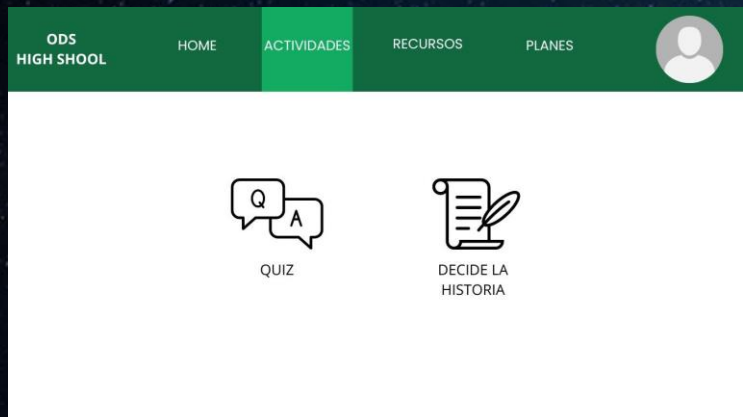 ODS
HIGH SHOOL
HOME
ACTIVIDADES
RECURSOS
PLANES
Q
A
QUIZ
DECIDE LA
HISTORIA